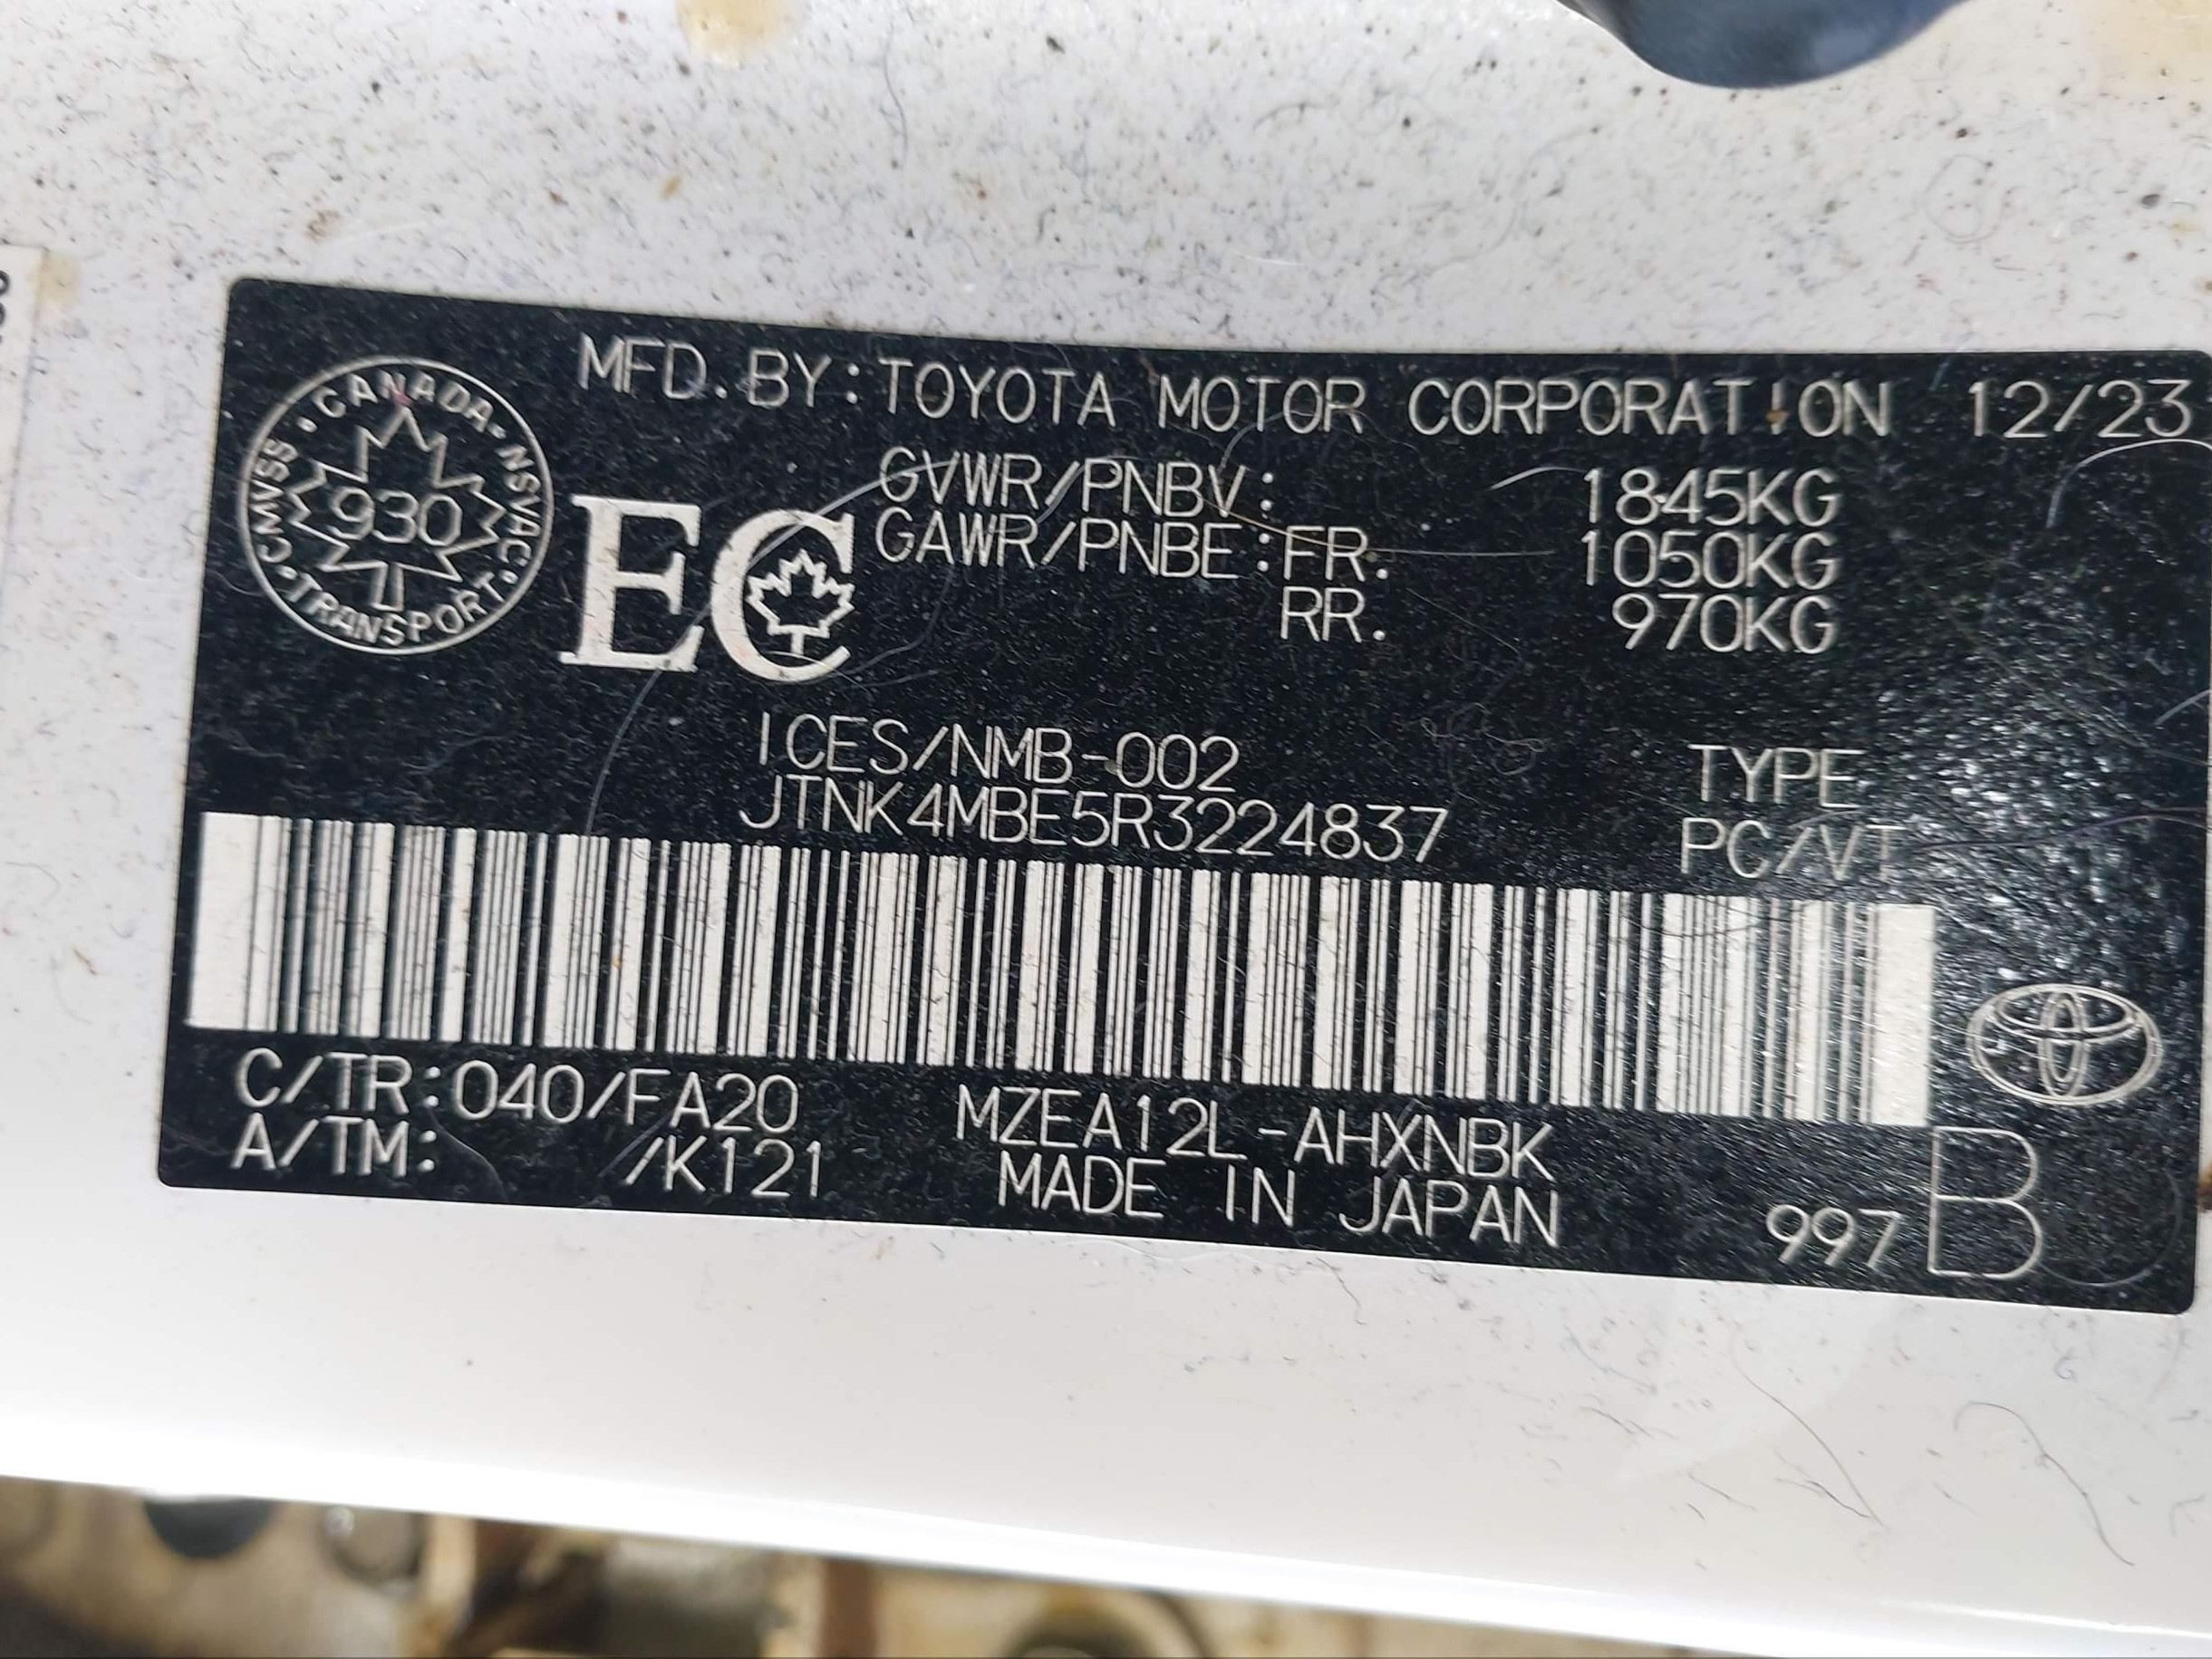 MFD.BY:TOYOTA MOTOR CORPORATION 12/23
CANADA · NSVAC · TRANSPORT · CMVSS ·
930
EC
GVWR/PNBV: 1845KG
GAWR/PNBE:FR. 1050KG
RR. 970KG
ICES/NMB-002
JTNK4MBE5R3224837
TYPE
PC/VT
C/TR:040/FA20
A/TM: /K121
MZEA12L-AHXNBK
MADE IN JAPAN
997
B